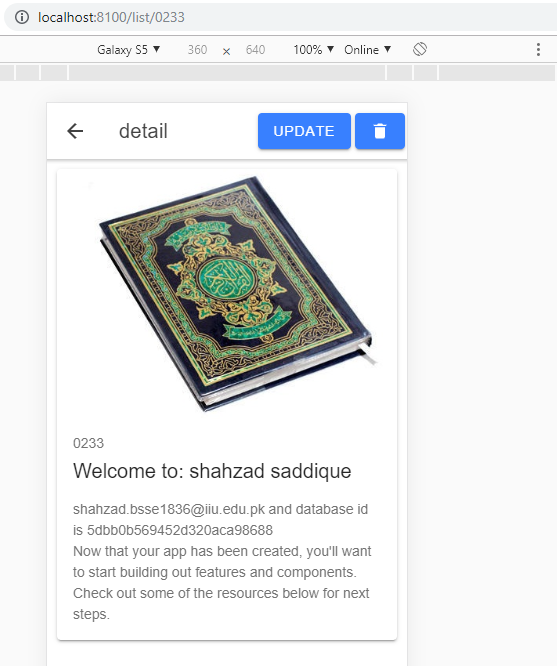 localhost:8100/list/0233
Galaxy S5 ▼ 360 × 640 100% ▼ Online ▼
detail UPDATE
0233
Welcome to: shahzad saddique
shahzad.bsse1836@iiu.edu.pk and database id
is 5dbb0b569452d320aca98688
Now that your app has been created, you'll want
to start building out features and components.
Check out some of the resources below for next
steps.